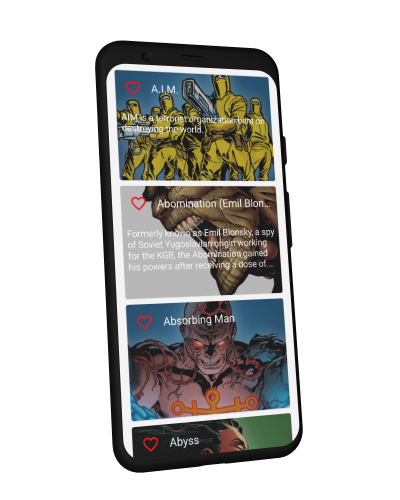 A.I.M.
AIM is a terrorist organization bent on
destroying the world.
Abomination (Emil Blon...
Formerly known as Emil Blonsky, a spy
of Soviet Yugoslavian origin working
for the KGB, the Abomination gained
his powers after receiving a dose of...
Absorbing Man
Abyss